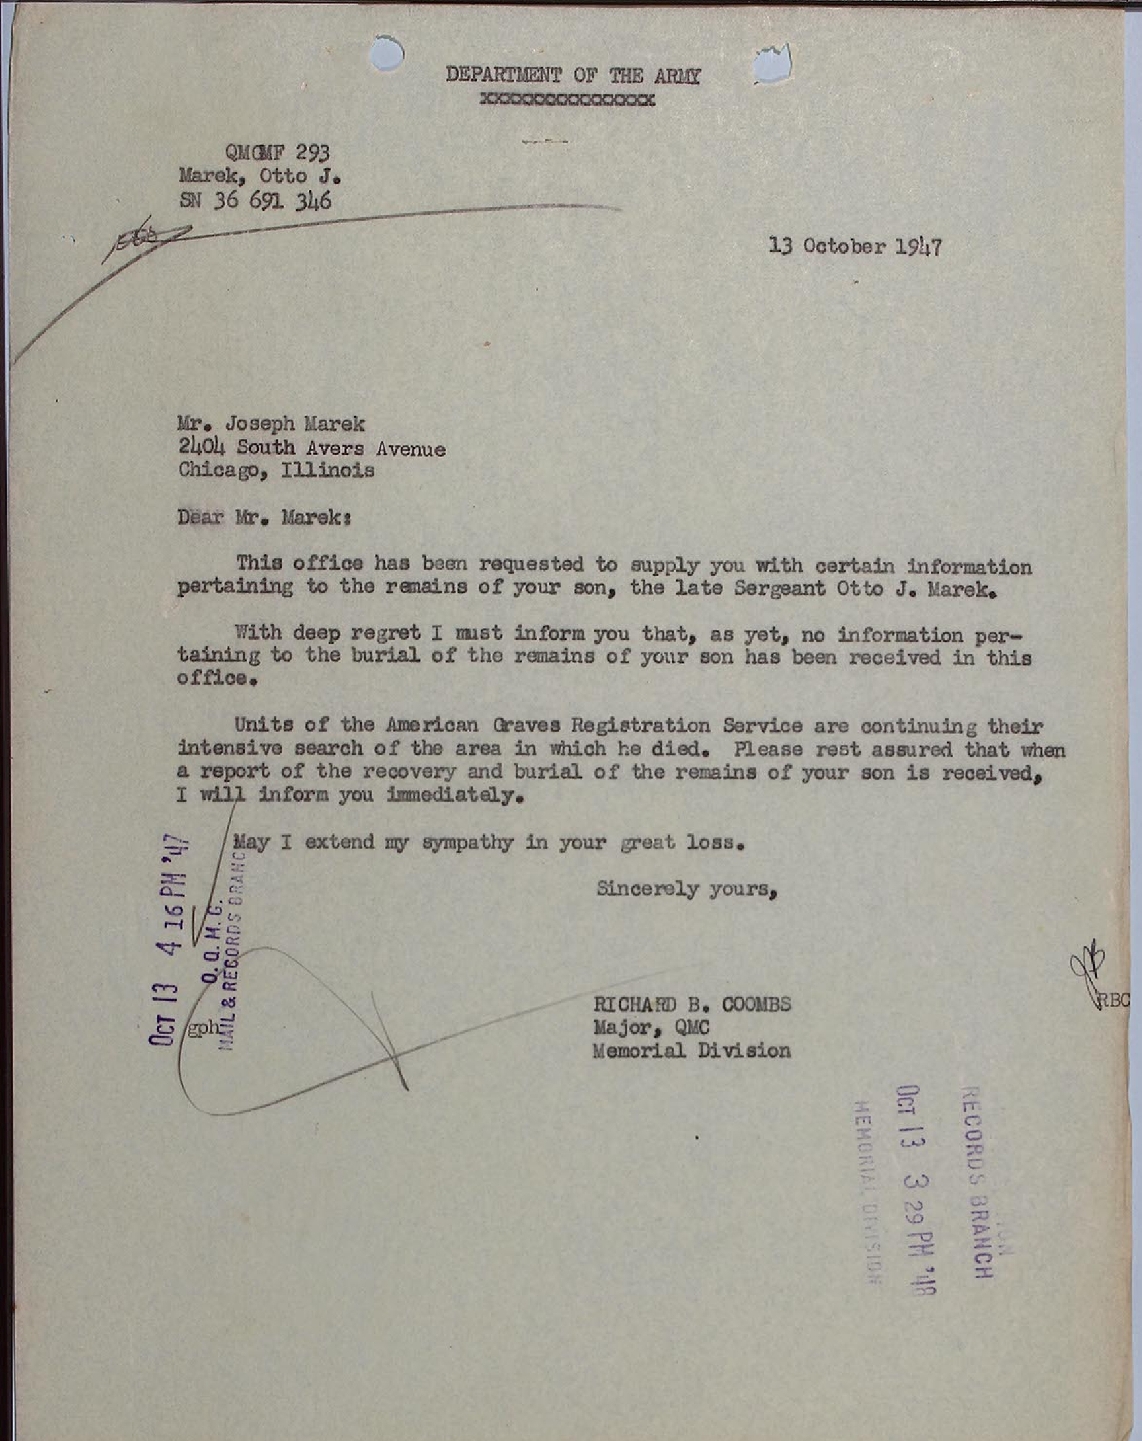 DEPARTMENT OF THE ARMY
XXXXXXXXXXXXXXXX
QMGMF 293
Marek, Otto J.
SN 36 691 346
13 October 1947
Mr. Joseph Marek
2404 South Avers Avenue
Chicago, Illinois
Dear Mr. Marek:
This office has been requested to supply you with certain information
pertaining to the remains of your son, the late Sergeant Otto J. Marek.
With deep regret I must inform you that, as yet, no information per-
taining to the burial of the remains of your son has been received in this
office.
Units of the American Graves Registration Service are continuing their
intensive search of the area in which he died. Please rest assured that when
a report of the recovery and burial of the remains of your son is received,
I will inform you immediately.
May I extend my sympathy in your great loss.
Sincerely yours,
RICHARD B. COOMBS
Major, QMC
Memorial Division
gph
RBC
OCT 13 4 16 PM '47
O.Q.M.G.
MAIL & RECORDS BRANC
RECORDS BRANCH
OCT 13 3 29 PM '48
MEMORIAL DIVISION